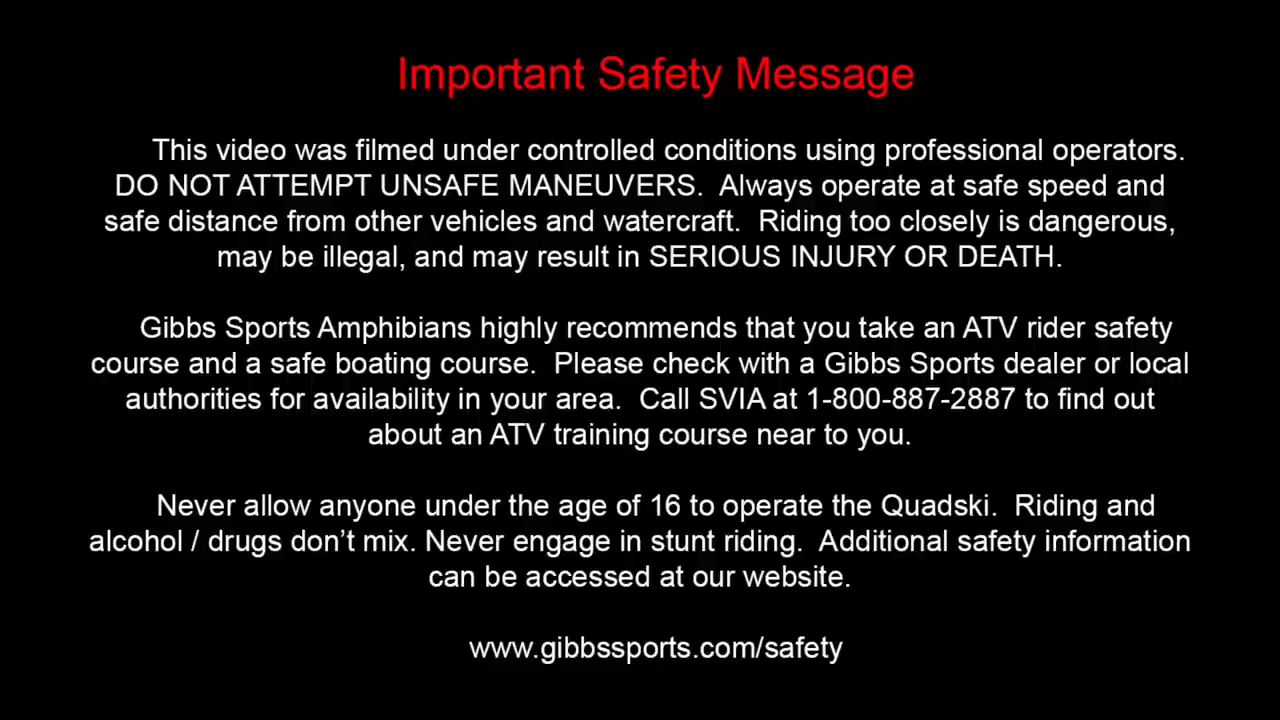 Important Safety Message
This video was filmed under controlled conditions using professional operators.
DO NOT ATTEMPT UNSAFE MANEUVERS.  Always operate at safe speed and
safe distance from other vehicles and watercraft.  Riding too closely is dangerous,
may be illegal, and may result in SERIOUS INJURY OR DEATH.
Gibbs Sports Amphibians highly recommends that you take an ATV rider safety
course and a safe boating course.  Please check with a Gibbs Sports dealer or local
authorities for availability in your area.  Call SVIA at 1-800-887-2887 to find out
about an ATV training course near to you.
Never allow anyone under the age of 16 to operate the Quadski.  Riding and
alcohol / drugs don’t mix. Never engage in stunt riding.  Additional safety information
can be accessed at our website.
www.gibbssports.com/safety